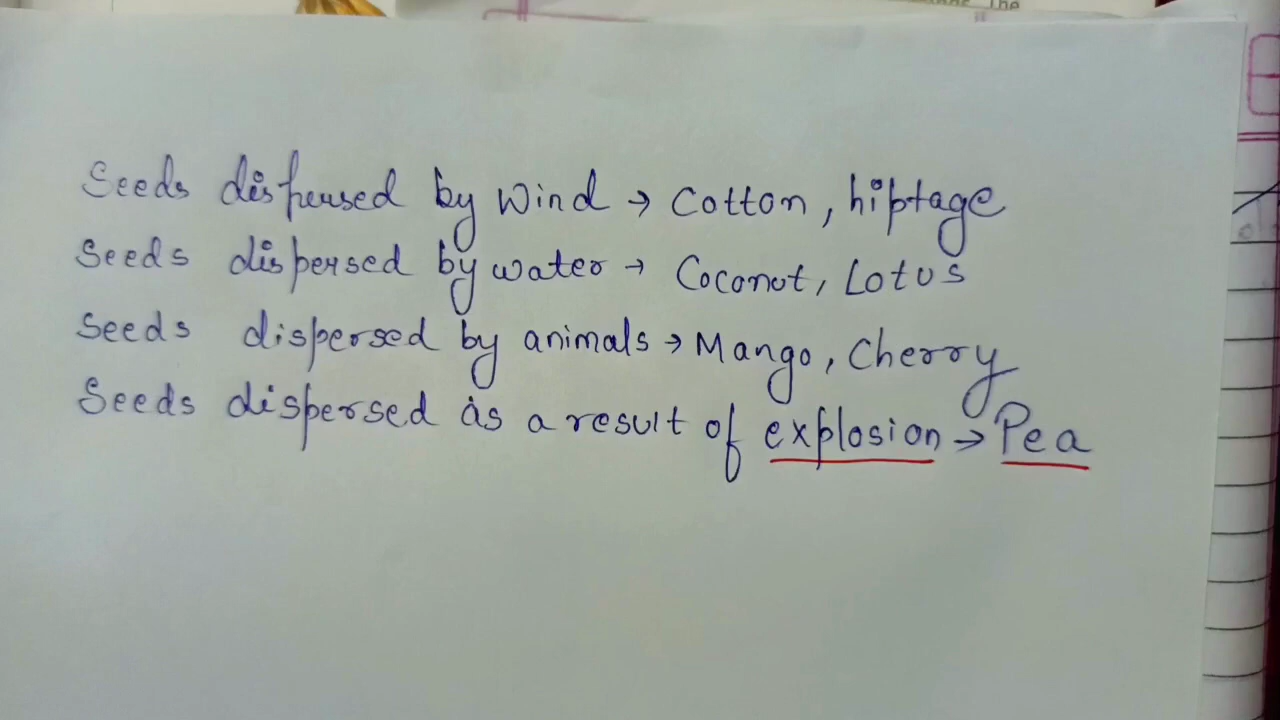 Seeds dispersed by Wind → Cotton, hiptage
Seeds dispersed by water → Coconut, Lotus
Seeds dispersed by animals → Mango, Cherry
Seeds dispersed as a result of explosion → Pea